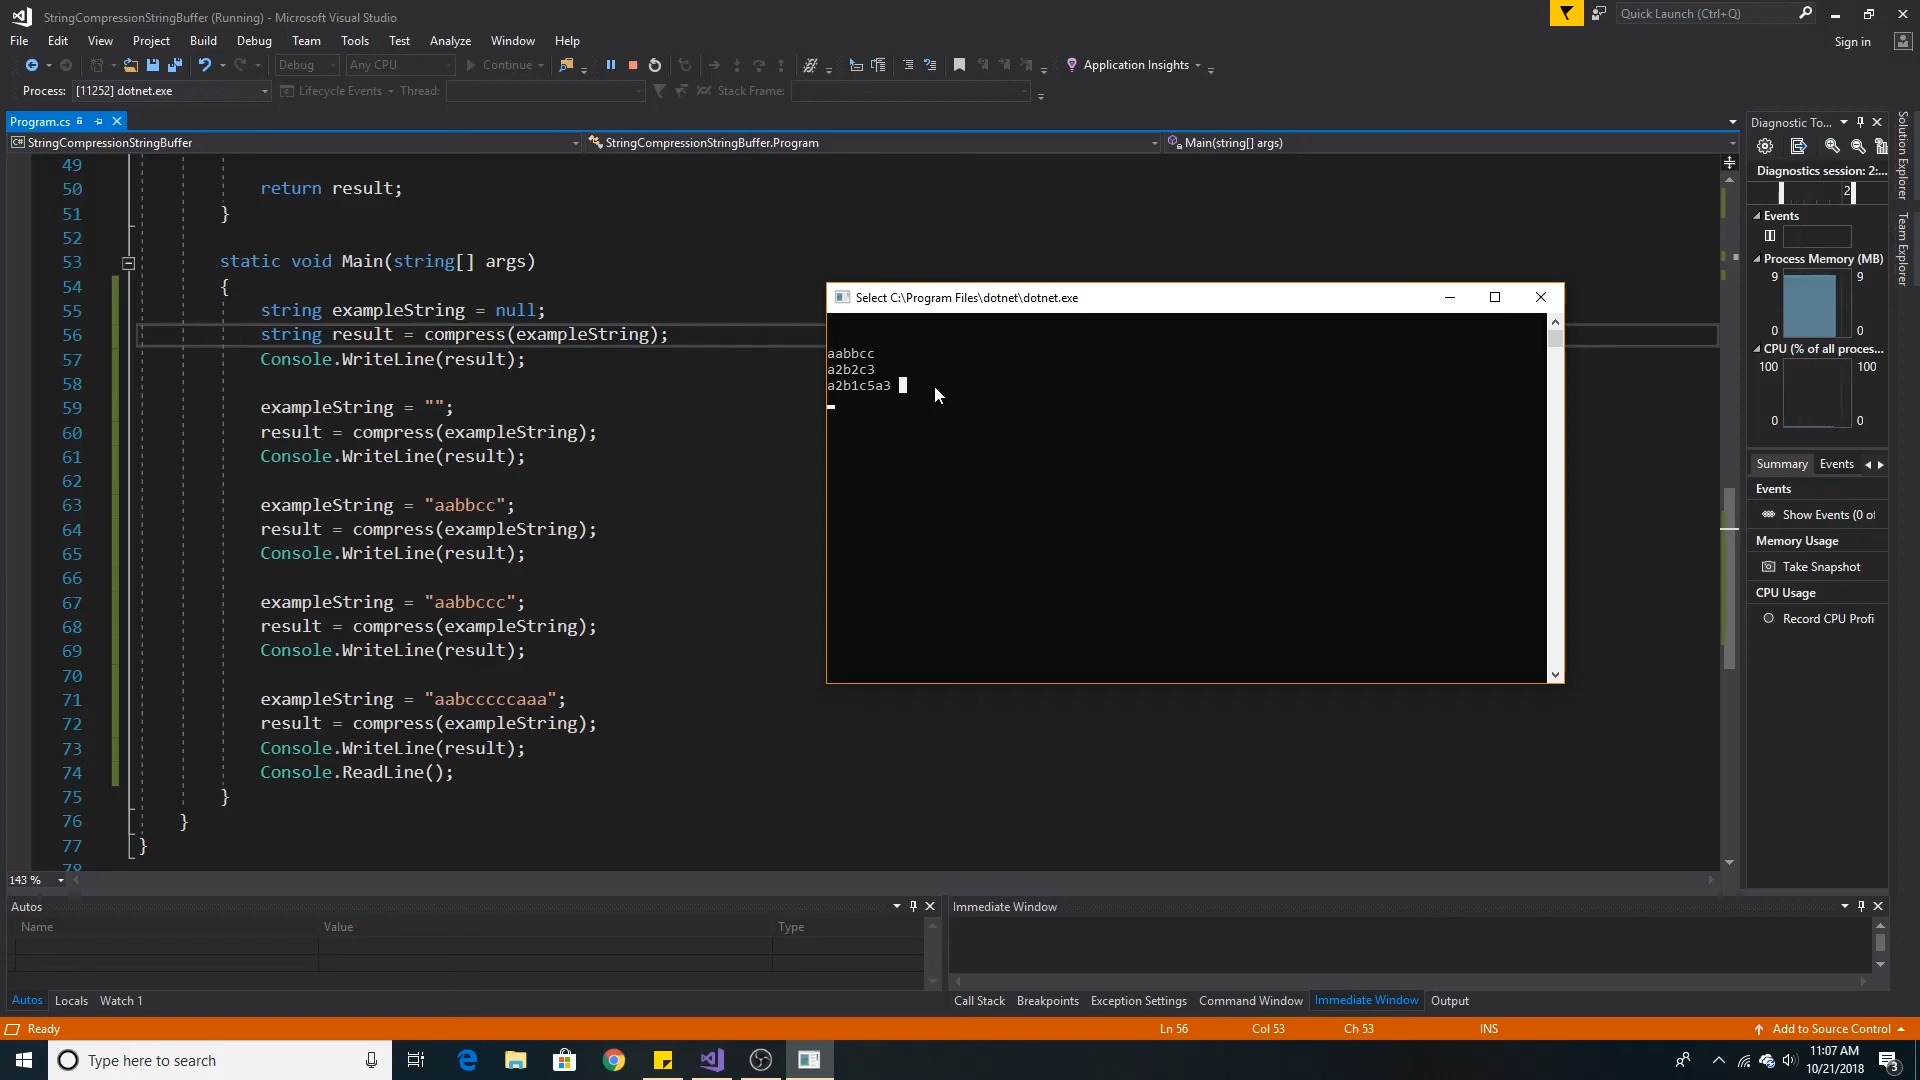 StringCompressionStringBuffer (Running) - Microsoft Visual Studio
Quick Launch (Ctrl+Q)
File Edit View Project Build Debug Team Tools Test Analyze Window Help
Sign in
Debug Any CPU Continue Application Insights
Process: [11252] dotnet.exe Lifecycle Events Thread: Stack Frame:
Program.cs
StringCompressionStringBuffer StringCompressionStringBuffer.Program Main(string[] args)
49
50 return result;
51 }
52
53 static void Main(string[] args)
54 {
55 string exampleString = null;
56 string result = compress(exampleString);
57 Console.WriteLine(result);
58
59 exampleString = "";
60 result = compress(exampleString);
61 Console.WriteLine(result);
62
63 exampleString = "aabbcc";
64 result = compress(exampleString);
65 Console.WriteLine(result);
66
67 exampleString = "aabbccc";
68 result = compress(exampleString);
69 Console.WriteLine(result);
70
71 exampleString = "aabcccccaaa";
72 result = compress(exampleString);
73 Console.WriteLine(result);
74 Console.ReadLine();
75 }
76 }
77 }
78
143 %
Select C:\Program Files\dotnet\dotnet.exe
aabbcc
a2b2c3
a2b1c5a3
Diagnostic To...
Diagnostics session: 2:...
2
Events
Process Memory (MB)
9 9
0 0
CPU (% of all proces...
100 100
0 0
Summary Events
Events
Show Events (0 of
Memory Usage
Take Snapshot
CPU Usage
Record CPU Profi
Solution Explorer
Team Explorer
Autos
Name Value Type
Autos Locals Watch 1
Immediate Window
Call Stack Breakpoints Exception Settings Command Window Immediate Window Output
Ready Ln 56 Col 53 Ch 53 INS Add to Source Control
Type here to search
11:07 AM
10/21/2018
3